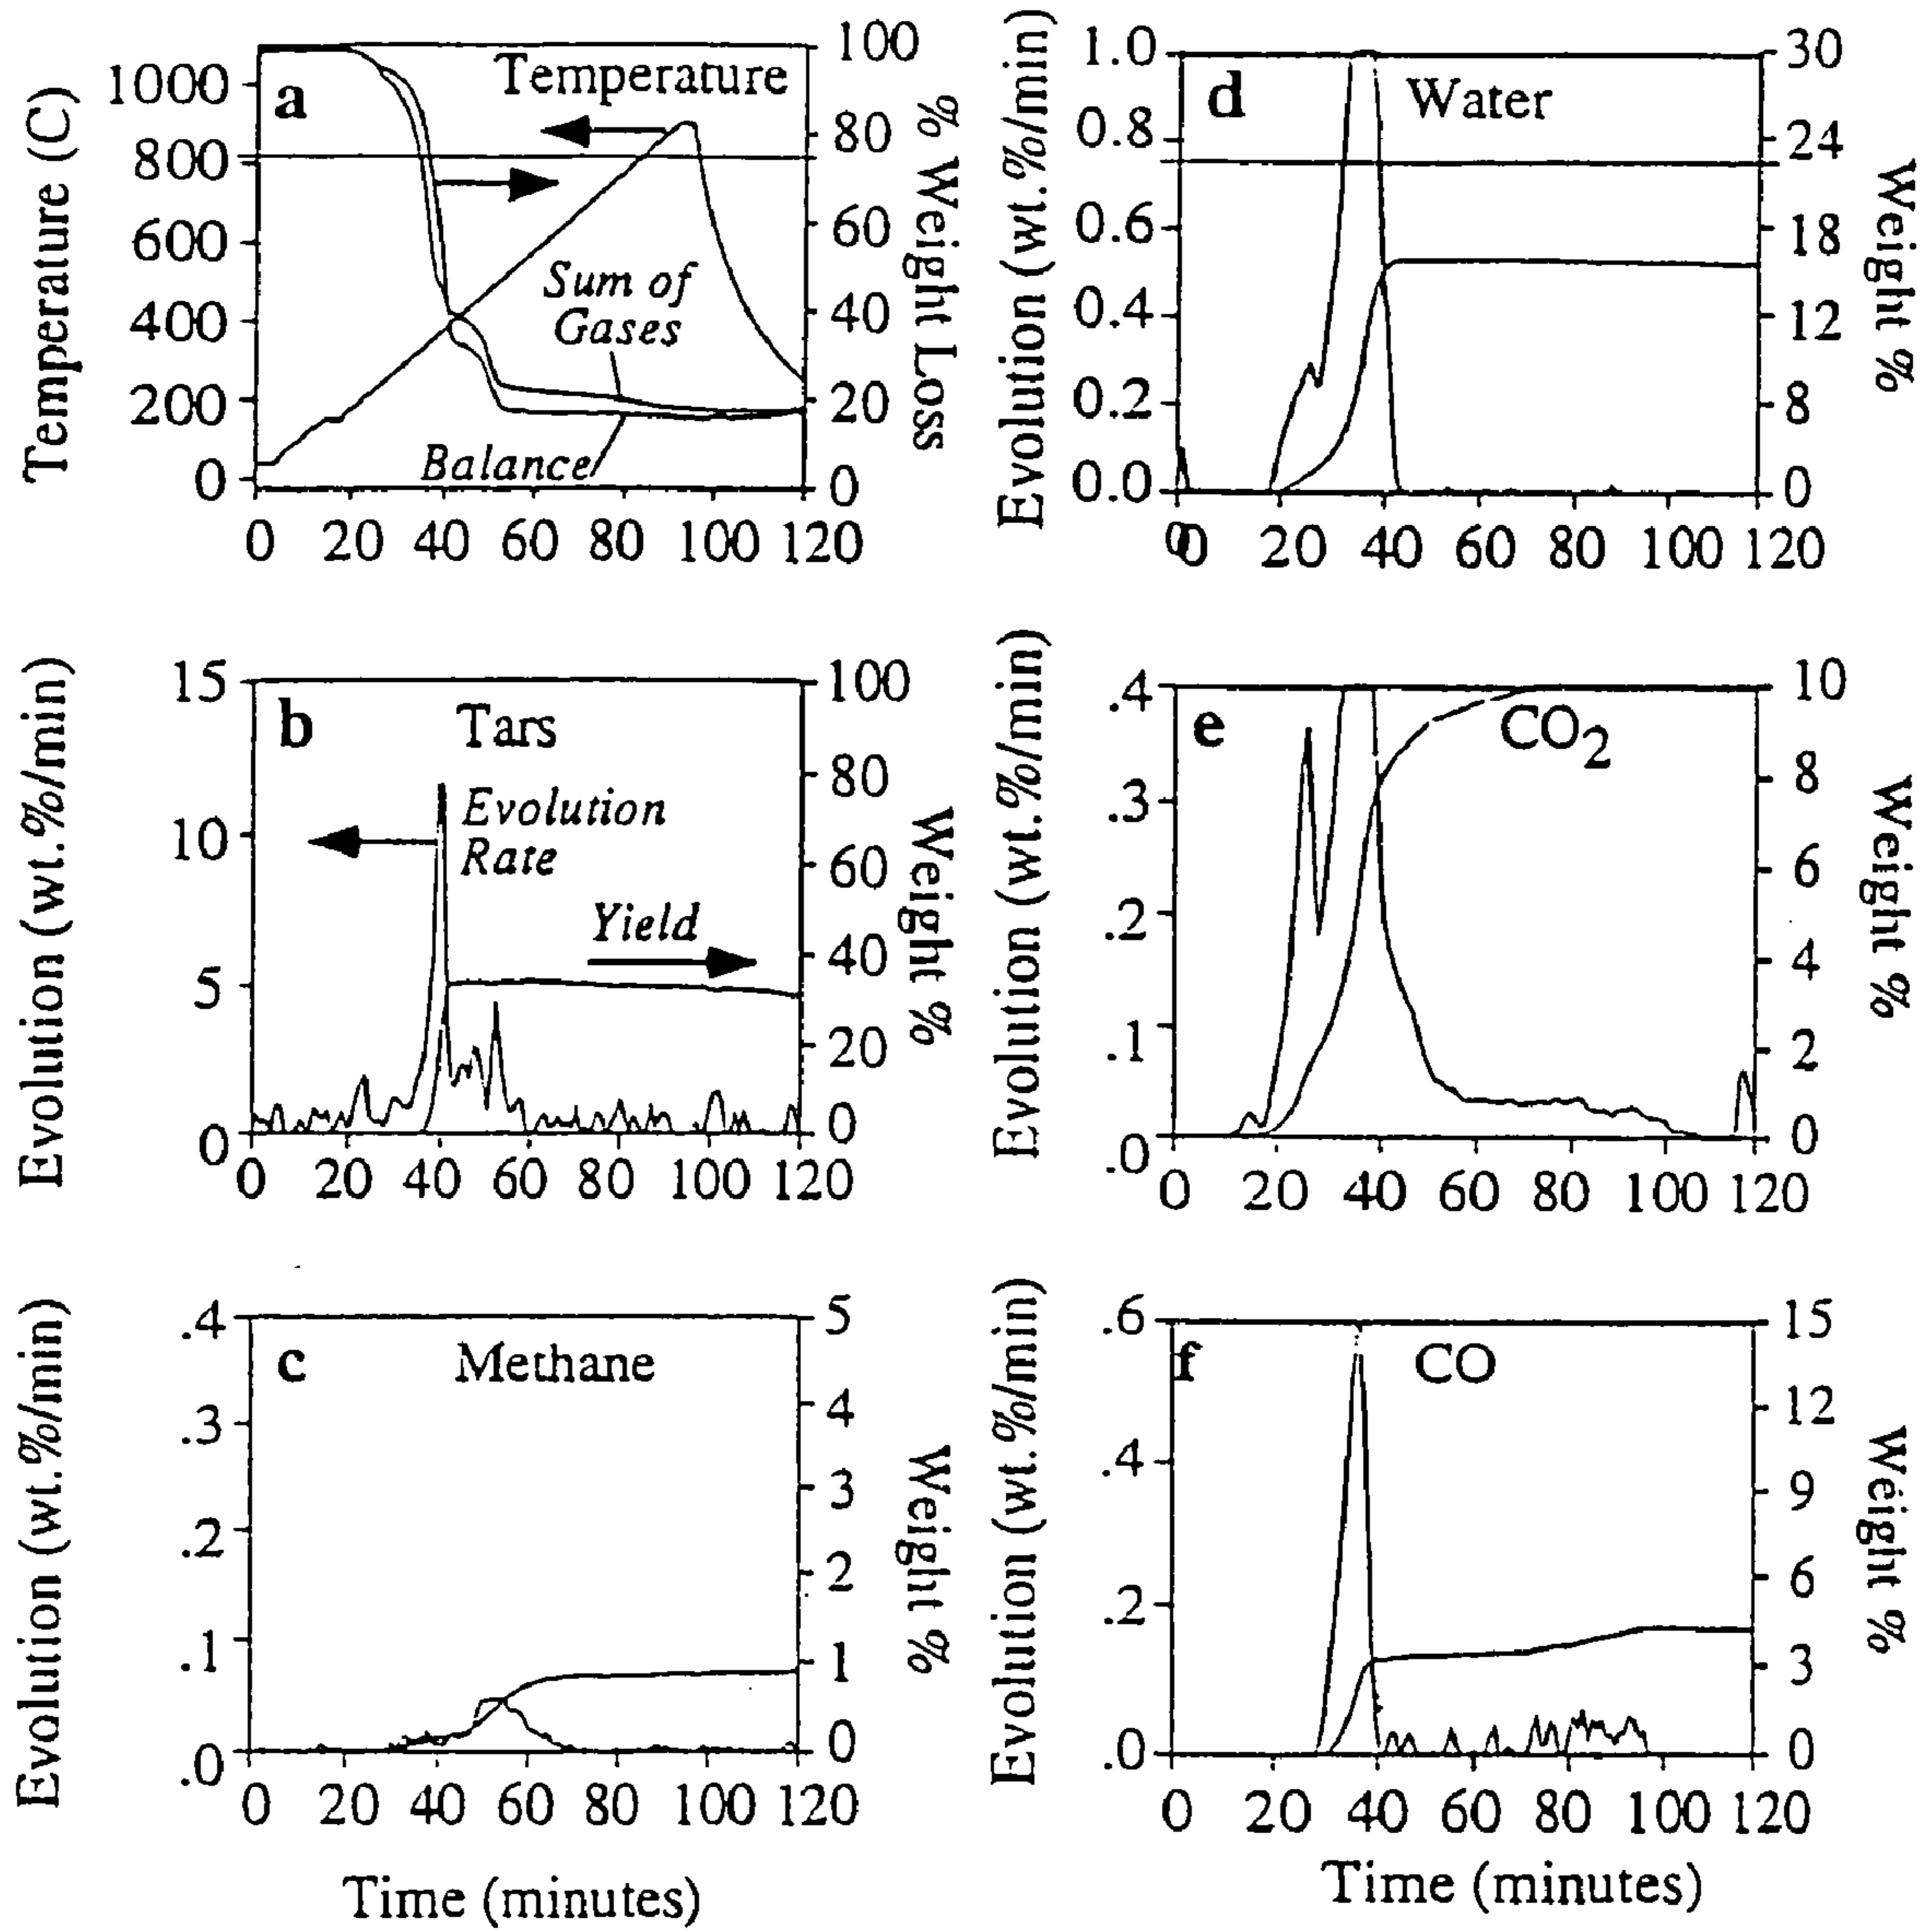 a
Temperature
Sum of
Gases
Balance
Temperature (C)
1000
800
600
400
200
0
100
80
60
40
20
0
% Weight Loss
0 20 40 60 80 100 120
d
Water
Evolution (wt.%/min)
1.0
0.8
0.6
0.4
0.2
0.0
30
24
18
12
8
0
Weight %
0 20 40 60 80 100 120
b
Tars
Evolution
Rate
Yield
Evolution (wt.%/min)
15
10
5
0
100
80
60
40
20
0
Weight %
0 20 40 60 80 100 120
e
CO2
Evolution (wt.%/min)
.4
.3
.2
.1
.0
10
8
6
4
2
0
Weight %
0 20 40 60 80 100 120
c
Methane
Evolution (wt.%/min)
.4
.3
.2
.1
.0
5
4
3
2
1
0
Weight %
0 20 40 60 80 100 120
Time (minutes)
f
CO
Evolution (wt.%/min)
.6
.4
.2
.0
15
12
9
6
3
0
Weight %
0 20 40 60 80 100 120
Time (minutes)